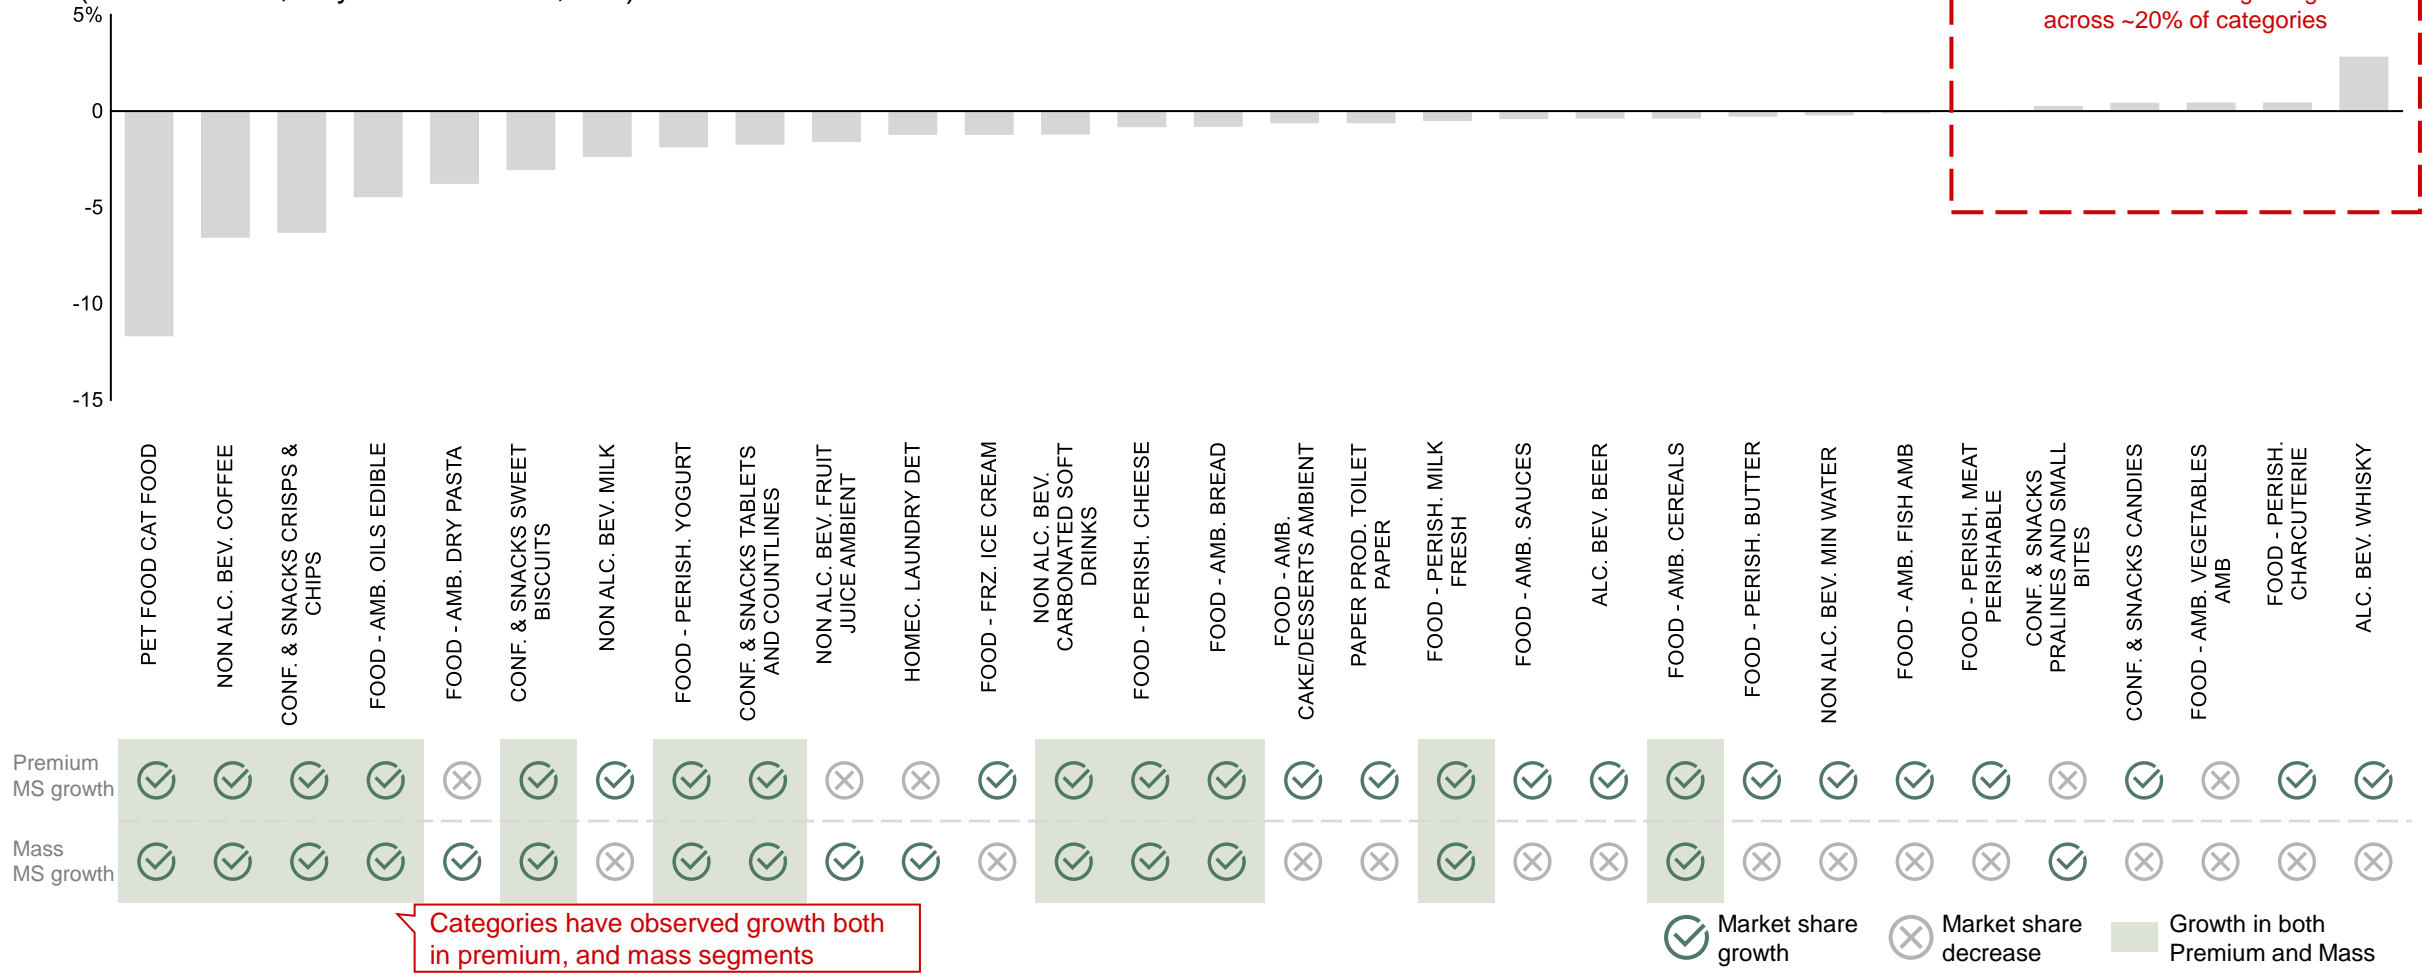 across ~20% of categories
5%
0
-5
-10
-15
PET FOOD CAT FOOD
NON ALC. BEV. COFFEE
CONF. & SNACKS CRISPS &
CHIPS
FOOD - AMB. OILS EDIBLE
FOOD - AMB. DRY PASTA
CONF. & SNACKS SWEET
BISCUITS
NON ALC. BEV. MILK
FOOD - PERISH. YOGURT
CONF. & SNACKS TABLETS
AND COUNTLINES
NON ALC. BEV. FRUIT
JUICE AMBIENT
HOMEC. LAUNDRY DET
FOOD - FRZ. ICE CREAM
NON ALC. BEV.
CARBONATED SOFT
DRINKS
FOOD - PERISH. CHEESE
FOOD - AMB. BREAD
FOOD - AMB.
CAKE/DESSERTS AMBIENT
PAPER PROD. TOILET
PAPER
FOOD - PERISH. MILK
FRESH
FOOD - AMB. SAUCES
ALC. BEV. BEER
FOOD - AMB. CEREALS
FOOD - PERISH. BUTTER
NON ALC. BEV. MIN WATER
FOOD - AMB. FISH AMB
FOOD - PERISH. MEAT
PERISHABLE
CONF. & SNACKS
PRALINES AND SMALL
BITES
CONF. & SNACKS CANDIES
FOOD - AMB. VEGETABLES
AMB
FOOD - PERISH.
CHARCUTERIE
ALC. BEV. WHISKY
Premium
MS growth
Mass
MS growth
Categories have observed growth both
in premium, and mass segments
Market share
growth
Market share
decrease
Growth in both
Premium and Mass